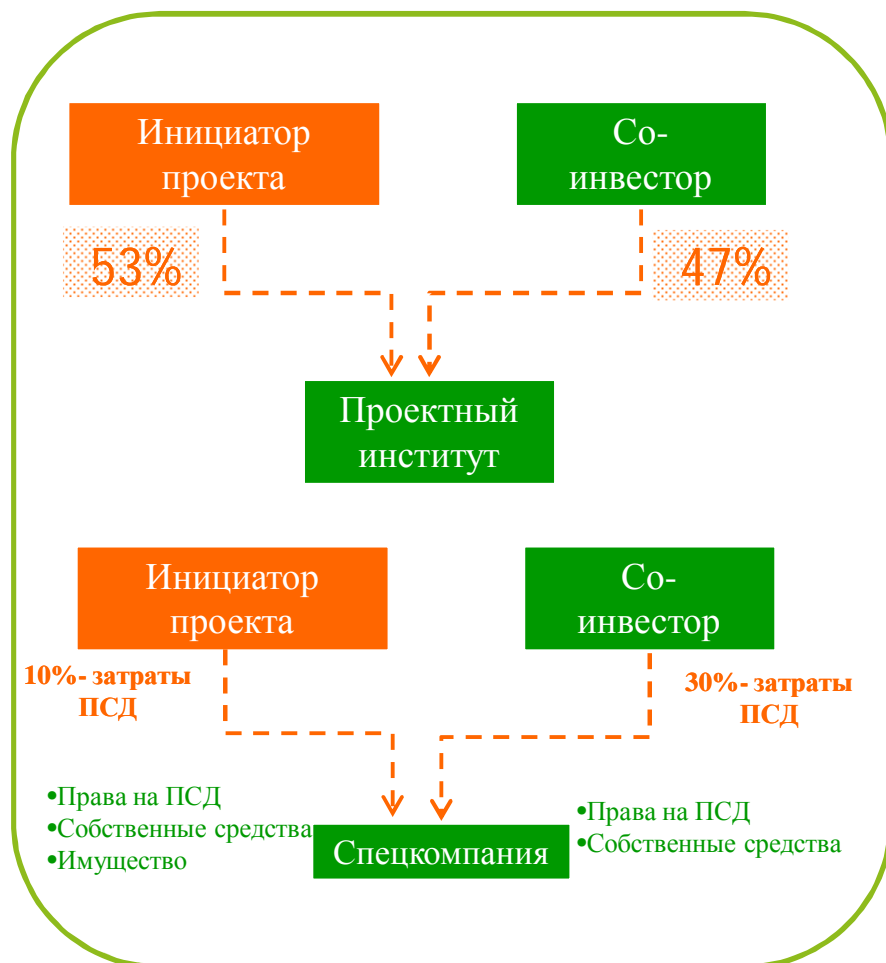 Инициатор
проекта
Со-
инвестор
53%
47%
Проектный
институт
Инициатор
проекта
Со-
инвестор
10%- затраты
ПСД
30%- затраты
ПСД
•Права на ПСД
•Собственные средства
•Имущество
Спецкомпания
•Права на ПСД
•Собственные средства